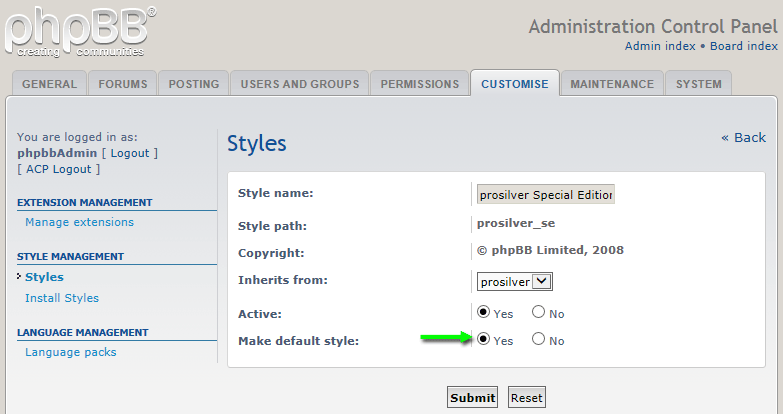 phpBB®
creating communities
Administration Control Panel
Admin index • Board index
GENERAL FORUMS POSTING USERS AND GROUPS PERMISSIONS CUSTOMISE MAINTENANCE SYSTEM
You are logged in as:
phpbbAdmin [ Logout ]
[ ACP Logout ]
EXTENSION MANAGEMENT
Manage extensions
STYLE MANAGEMENT
Styles
Install Styles
LANGUAGE MANAGEMENT
Language packs
« Back
Styles
Style name: prosilver Special Edition
Style path: prosilver_se
Copyright: © phpBB Limited, 2008
Inherits from: prosilver
Active: Yes No
Make default style: Yes No
Submit Reset